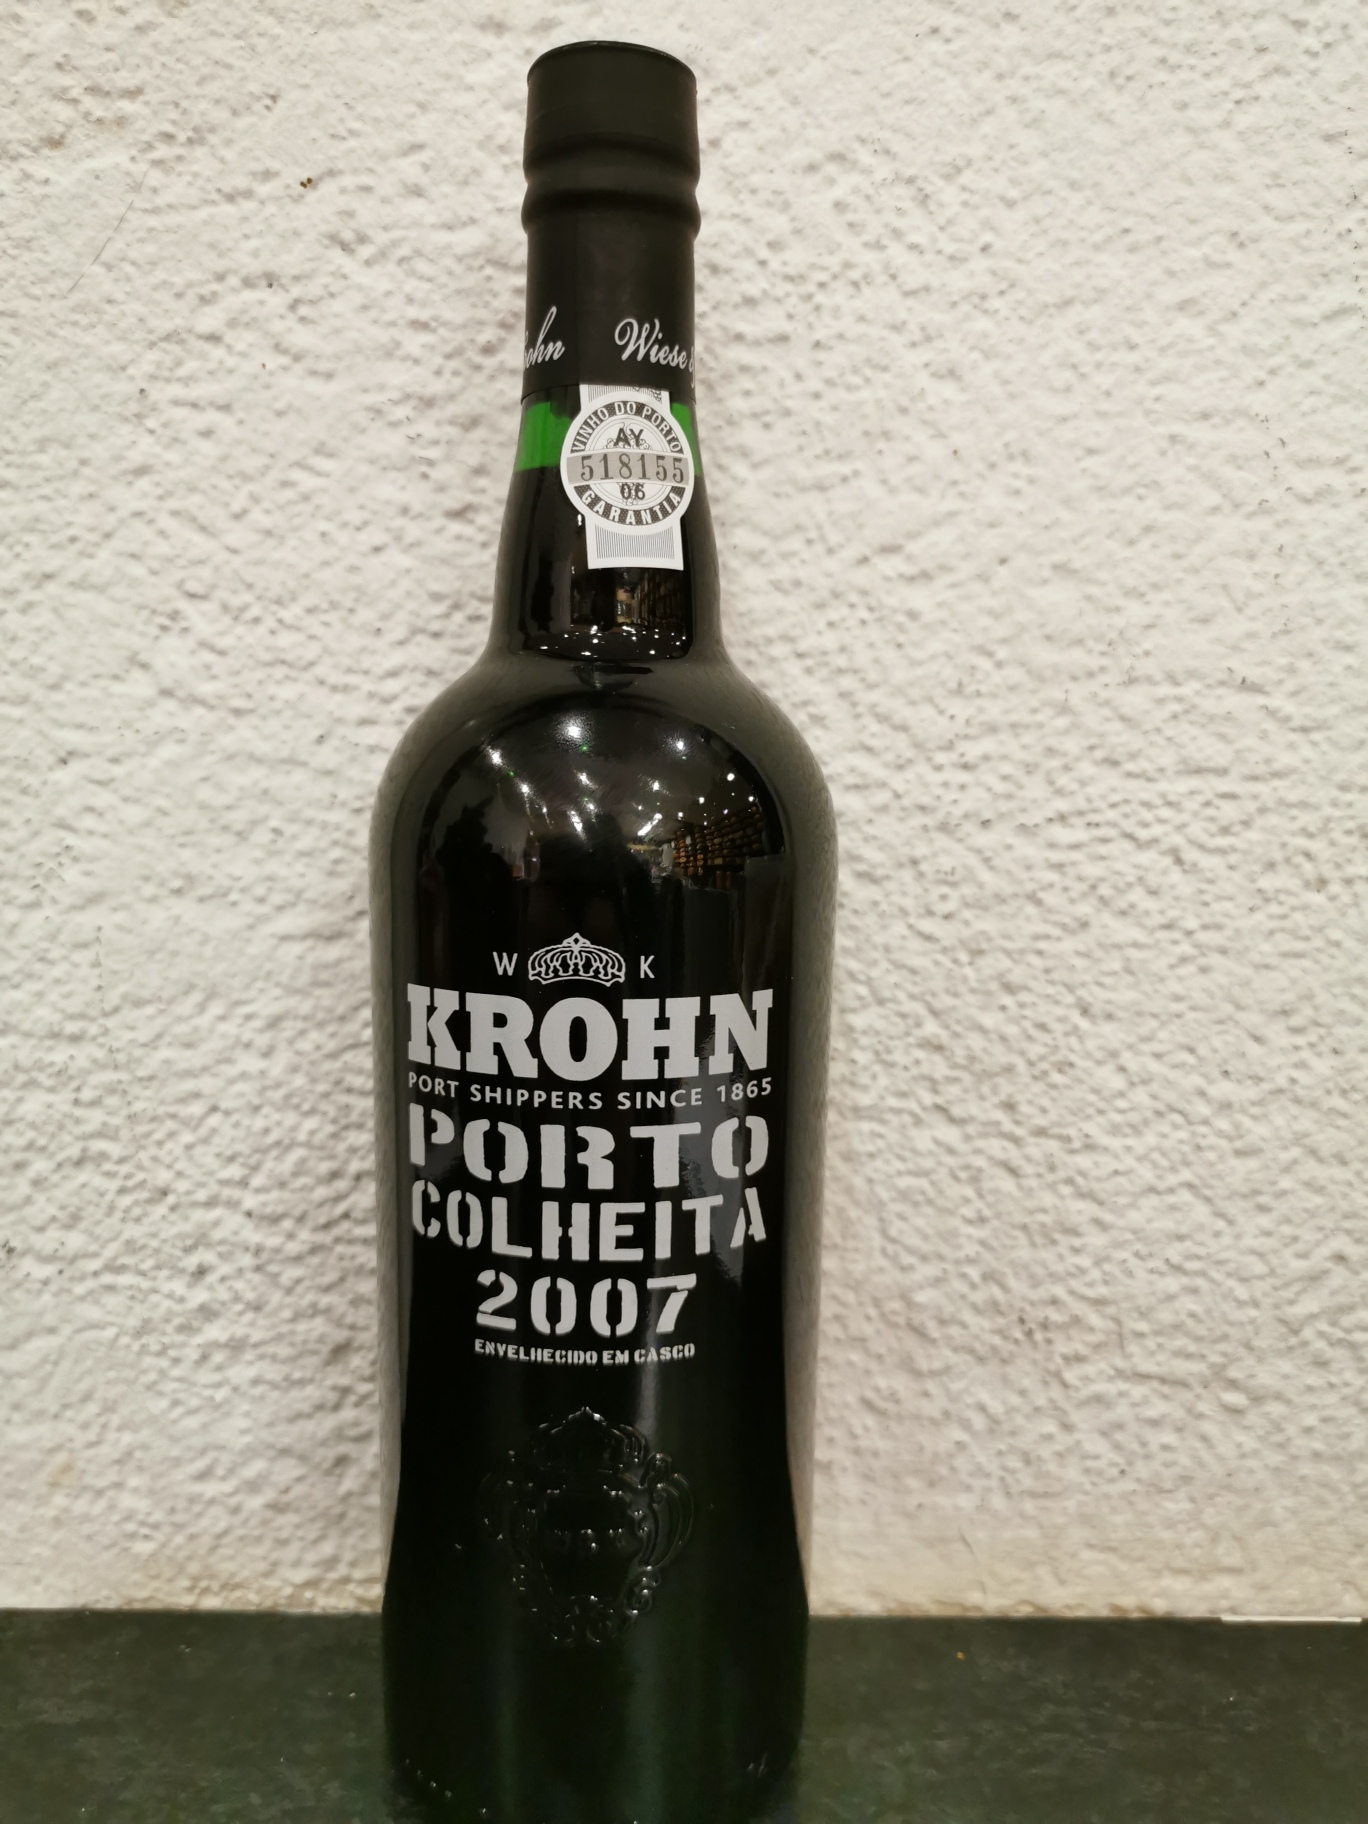 ohn Wiese &
VINHO DO PORTO
AY
518155
06
GARANTIA
W K
KROHN
PORT SHIPPERS SINCE 1865
PORTO
COLHEITA
2007
ENVELHECIDO EM CASCO